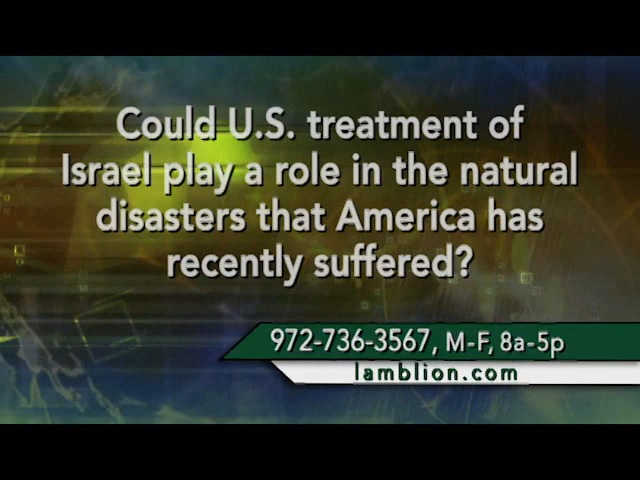 Could U.S. treatment of
Israel play a role in the natural
disasters that America has
recently suffered?
972-736-3567, M-F, 8a-5p
lamblion.com